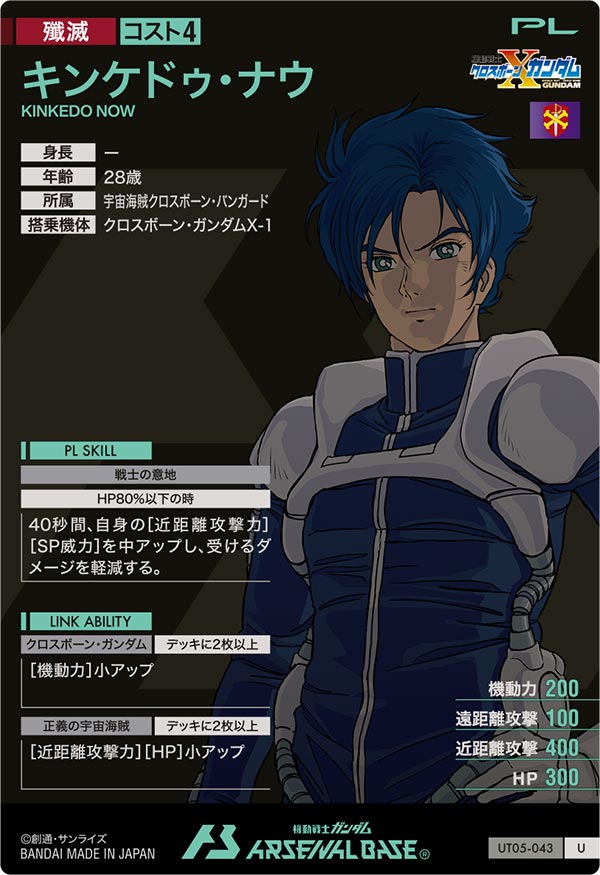 殲滅 コスト4 PL
キンケドゥ・ナウ
KINKEDO NOW
機動戦士
クロスボーンX・ガンダム
GUNDAM
身長 ー
年齢 28歳
所属 宇宙海賊クロスボーン・バンガード
搭乗機体 クロスボーン・ガンダムX-1
PL SKILL
戦士の意地
HP80%以下の時
40秒間、自身の[近距離攻撃力]
[SP威力]を中アップし、受けるダ
メージを軽減する。
LINK ABILITY
クロスボーン・ガンダム デッキに2枚以上
[機動力]小アップ
正義の宇宙海賊 デッキに2枚以上
[近距離攻撃力][HP]小アップ
機動力 200
遠距離攻撃 100
近距離攻撃 400
HP 300
©創通・サンライズ
BANDAI MADE IN JAPAN
機動戦士ガンダム
AB ARSENAL BASE®
UT05-043 U